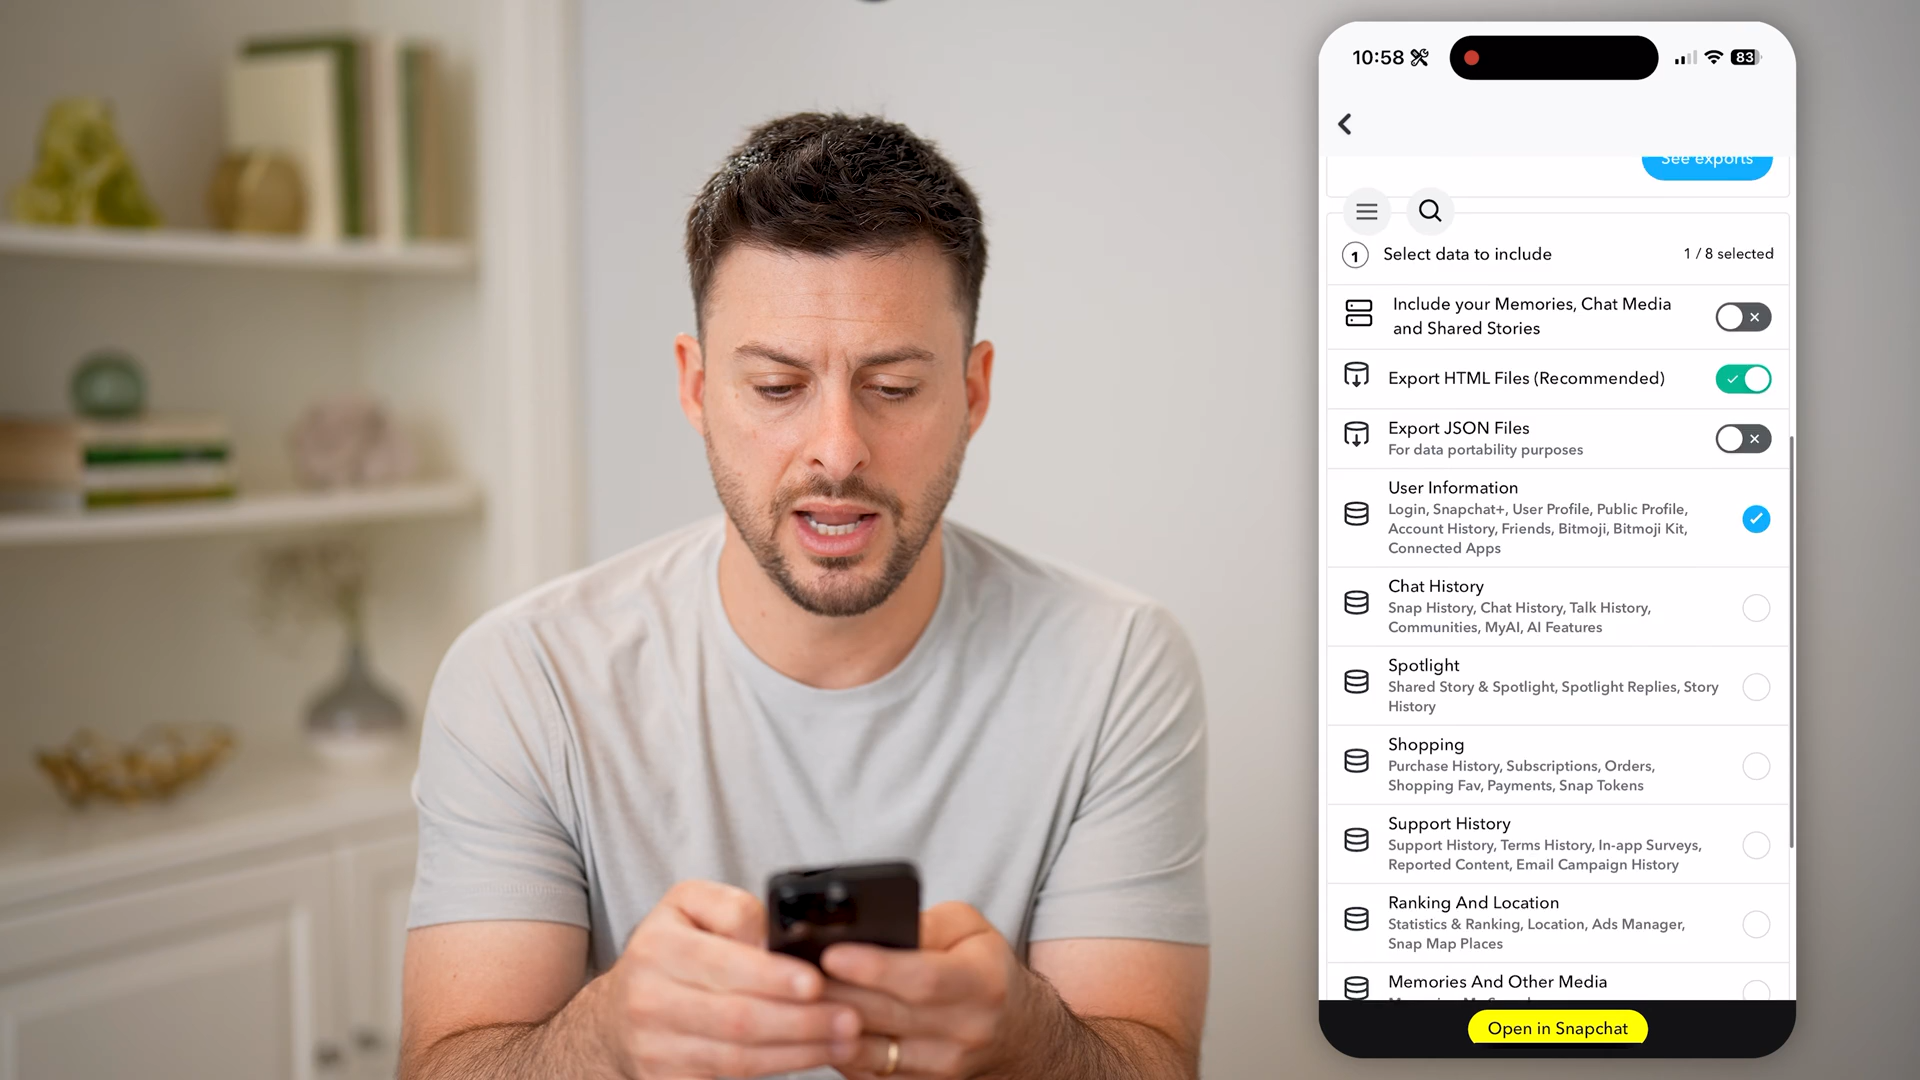 10:58
83
See exports
1 Select data to include 1 / 8 selected
Include your Memories, Chat Media
and Shared Stories
Export HTML Files (Recommended)
Export JSON Files
For data portability purposes
User Information
Login, Snapchat+, User Profile, Public Profile,
Account History, Friends, Bitmoji, Bitmoji Kit,
Connected Apps
Chat History
Snap History, Chat History, Talk History,
Communities, MyAI, AI Features
Spotlight
Shared Story & Spotlight, Spotlight Replies, Story
History
Shopping
Purchase History, Subscriptions, Orders,
Shopping Fav, Payments, Snap Tokens
Support History
Support History, Terms History, In-app Surveys,
Reported Content, Email Campaign History
Ranking And Location
Statistics & Ranking, Location, Ads Manager,
Snap Map Places
Memories And Other Media
Open in Snapchat